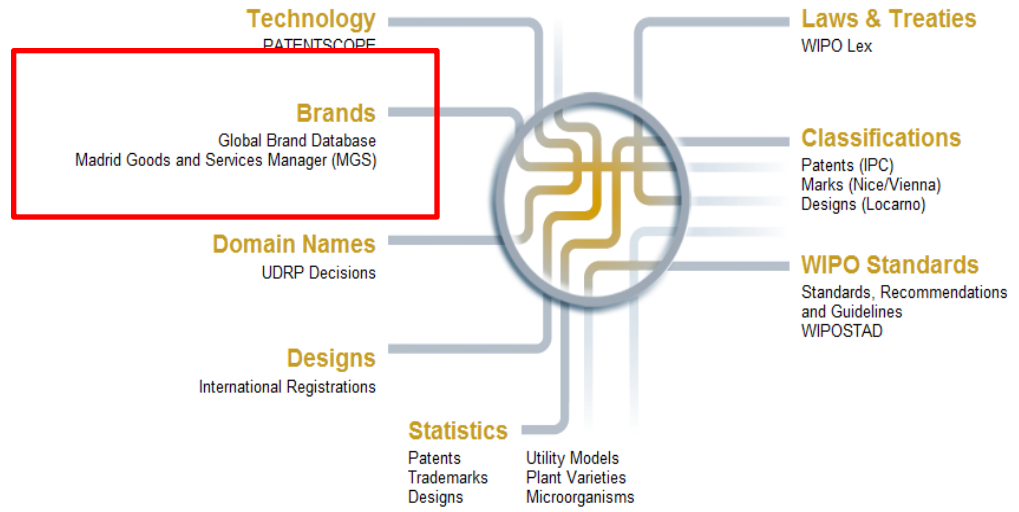 Technology
PATENTSCOPE
Brands
Global Brand Database
Madrid Goods and Services Manager (MGS)
Domain Names
UDRP Decisions
Designs
International Registrations
Statistics
Patents
Trademarks
Designs
Utility Models
Plant Varieties
Microorganisms
Laws & Treaties
WIPO Lex
Classifications
Patents (IPC)
Marks (Nice/Vienna)
Designs (Locarno)
WIPO Standards
Standards, Recommendations
and Guidelines
WIPOSTAD